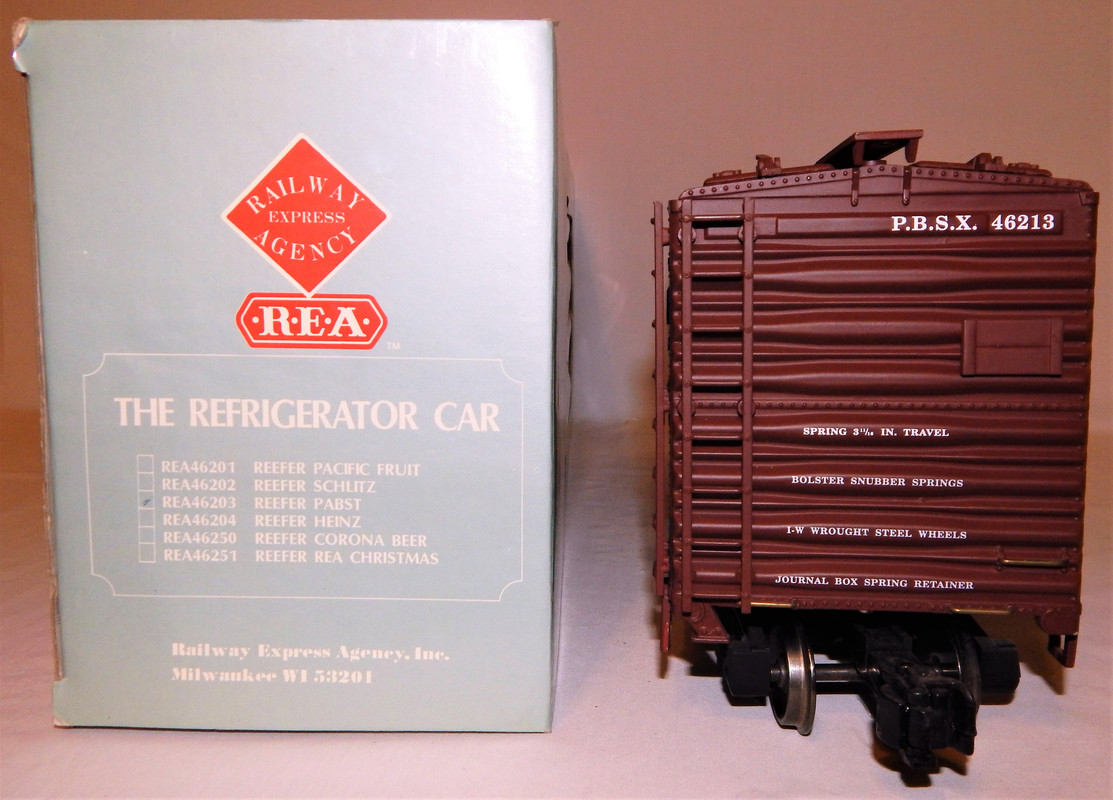 RAILWAY
EXPRESS
AGENCY
R·E·A
TM
THE REFRIGERATOR CAR
REA46201 REEFER PACIFIC FRUIT
REA46202 REEFER SCHLITZ
REA46203 REEFER PABST
REA46204 REEFER HEINZ
REA46250 REEFER CORONA BEER
REA46251 REEFER REA CHRISTMAS
Railway Express Agency, Inc.
Milwaukee WI 53201
P.B.S.X. 46213
SPRING 3 11/16 IN. TRAVEL
BOLSTER SNUBBER SPRINGS
1-W WROUGHT STEEL WHEELS
JOURNAL BOX SPRING RETAINER